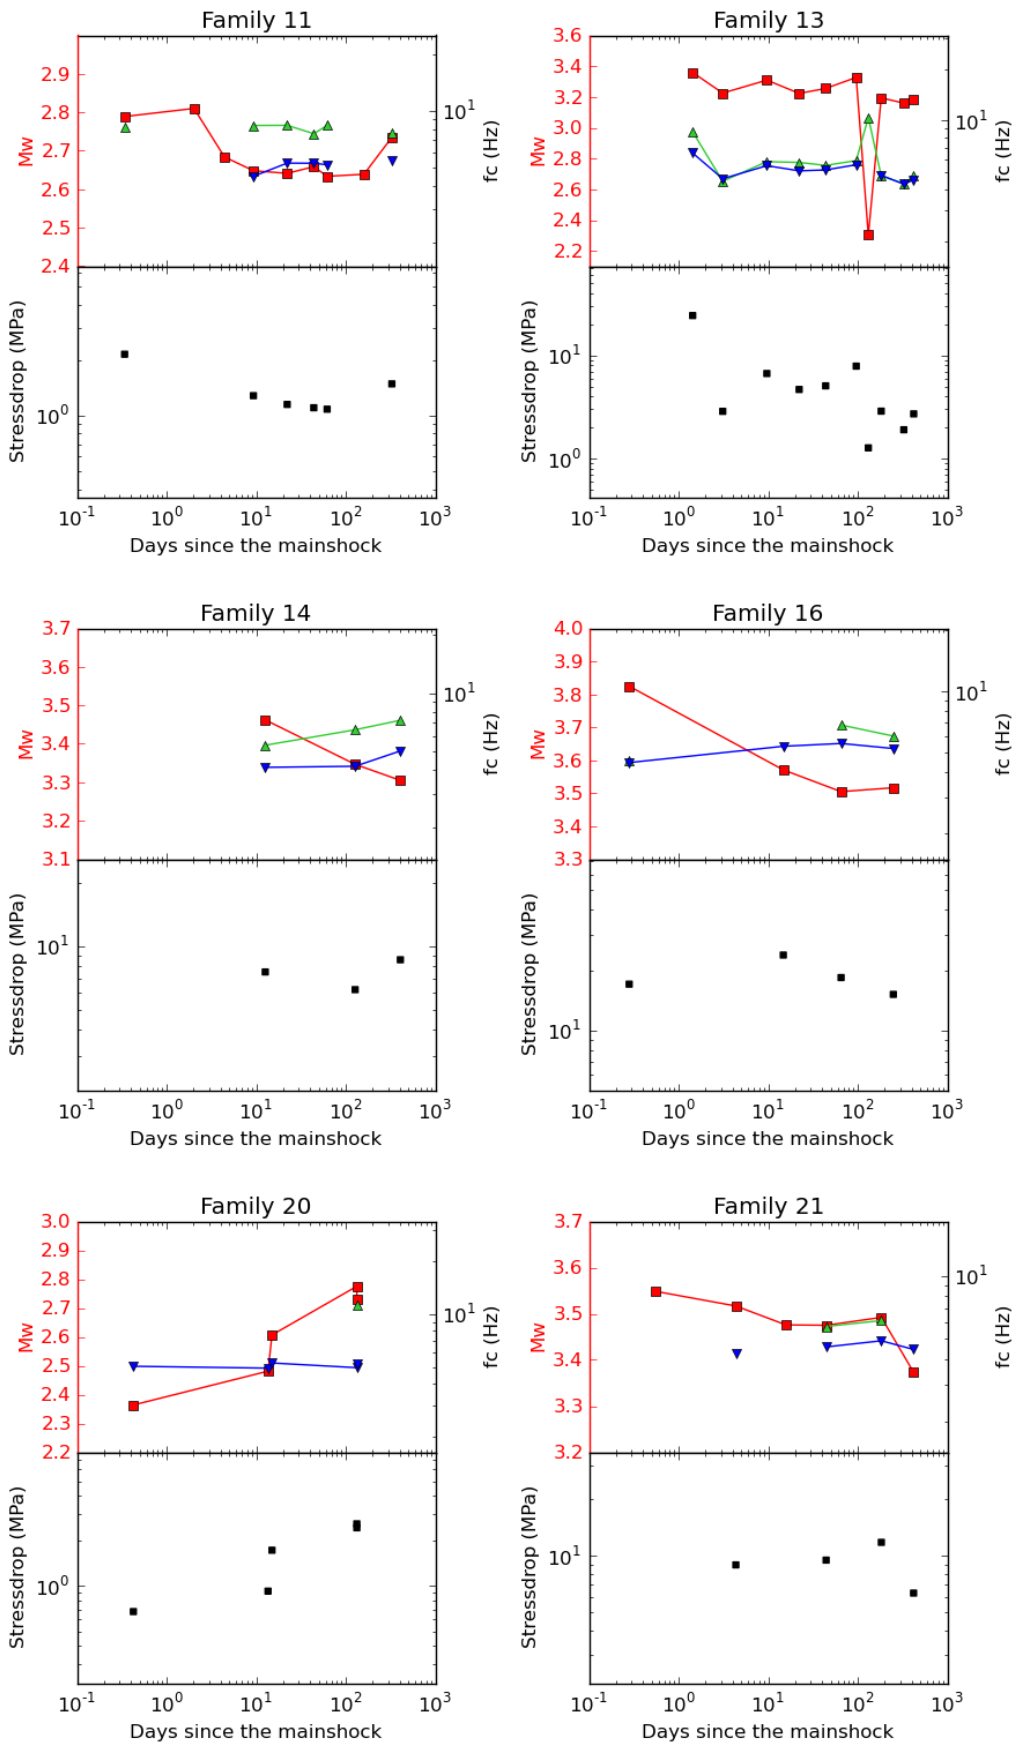 Family 11
Mw
2.9
2.8
2.7
2.6
2.5
2.4
10^1
fc (Hz)
Stressdrop (MPa)
10^0
10^-1 10^0 10^1 10^2 10^3
Days since the mainshock
Family 13
Mw
3.6
3.4
3.2
3.0
2.8
2.6
2.4
2.2
10^1
fc (Hz)
Stressdrop (MPa)
10^1
10^0
10^-1 10^0 10^1 10^2 10^3
Days since the mainshock
Family 14
Mw
3.7
3.6
3.5
3.4
3.3
3.2
3.1
10^1
fc (Hz)
Stressdrop (MPa)
10^1
10^-1 10^0 10^1 10^2 10^3
Days since the mainshock
Family 16
Mw
4.0
3.9
3.8
3.7
3.6
3.5
3.4
3.3
10^1
fc (Hz)
Stressdrop (MPa)
10^1
10^-1 10^0 10^1 10^2 10^3
Days since the mainshock
Family 20
Mw
3.0
2.9
2.8
2.7
2.6
2.5
2.4
2.3
2.2
10^1
fc (Hz)
Stressdrop (MPa)
10^0
10^-1 10^0 10^1 10^2 10^3
Days since the mainshock
Family 21
Mw
3.7
3.6
3.5
3.4
3.3
3.2
10^1
fc (Hz)
Stressdrop (MPa)
10^1
10^-1 10^0 10^1 10^2 10^3
Days since the mainshock